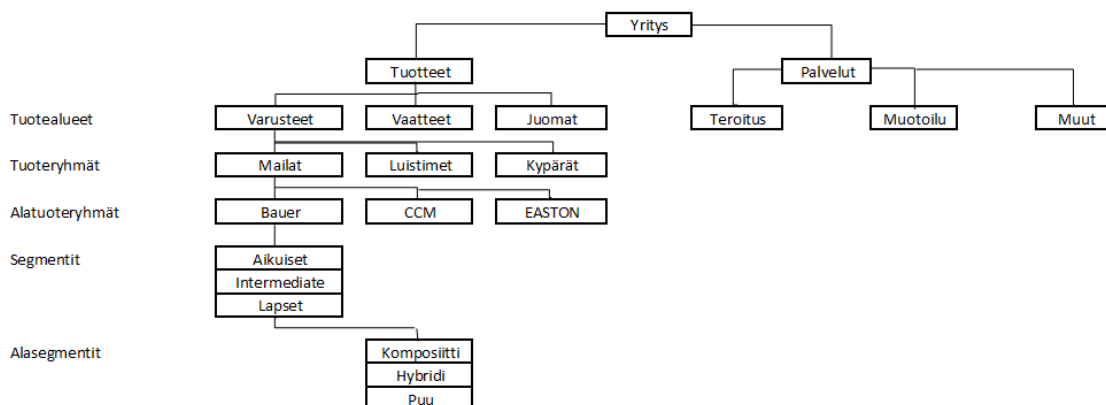 Yritys
Tuotteet Palvelut
Tuotealueet Varusteet Vaatteet Juomat Teroitus Muotoilu Muut
Tuoteryhmät Mailat Luistimet Kypärät
Alatuoteryhmät Bauer CCM EASTON
Segmentit Aikuiset
Intermediate
Lapset
Alasegmentit Komposiitti
Hybridi
Puu